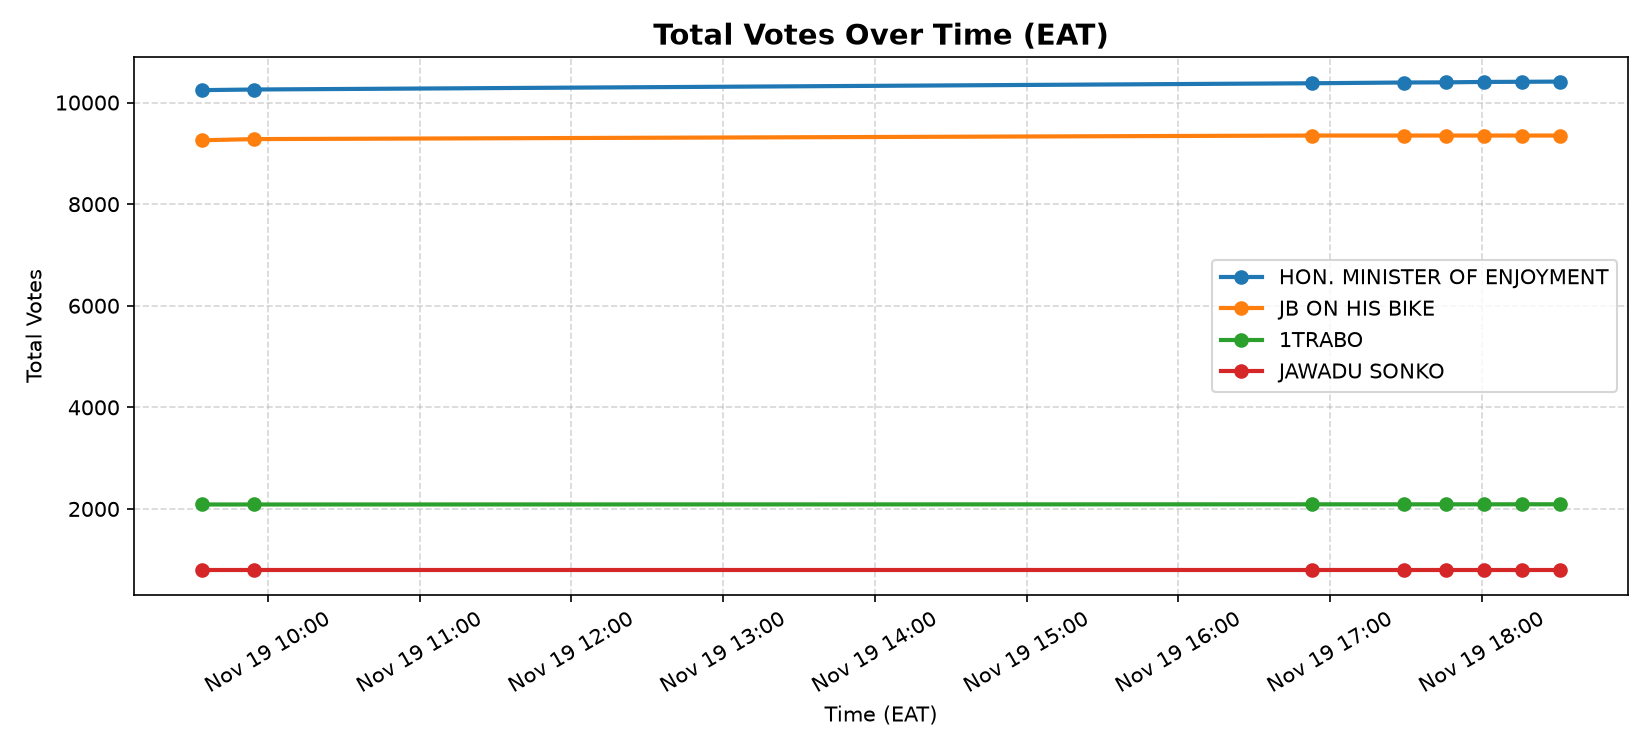 Total Votes Over Time (EAT)
Total Votes
10000
8000
6000
4000
2000
HON. MINISTER OF ENJOYMENT
JB ON HIS BIKE
1TRABO
JAWADU SONKO
Nov 19 10:00
Nov 19 11:00
Nov 19 12:00
Nov 19 13:00
Nov 19 14:00
Nov 19 15:00
Nov 19 16:00
Nov 19 17:00
Nov 19 18:00
Time (EAT)